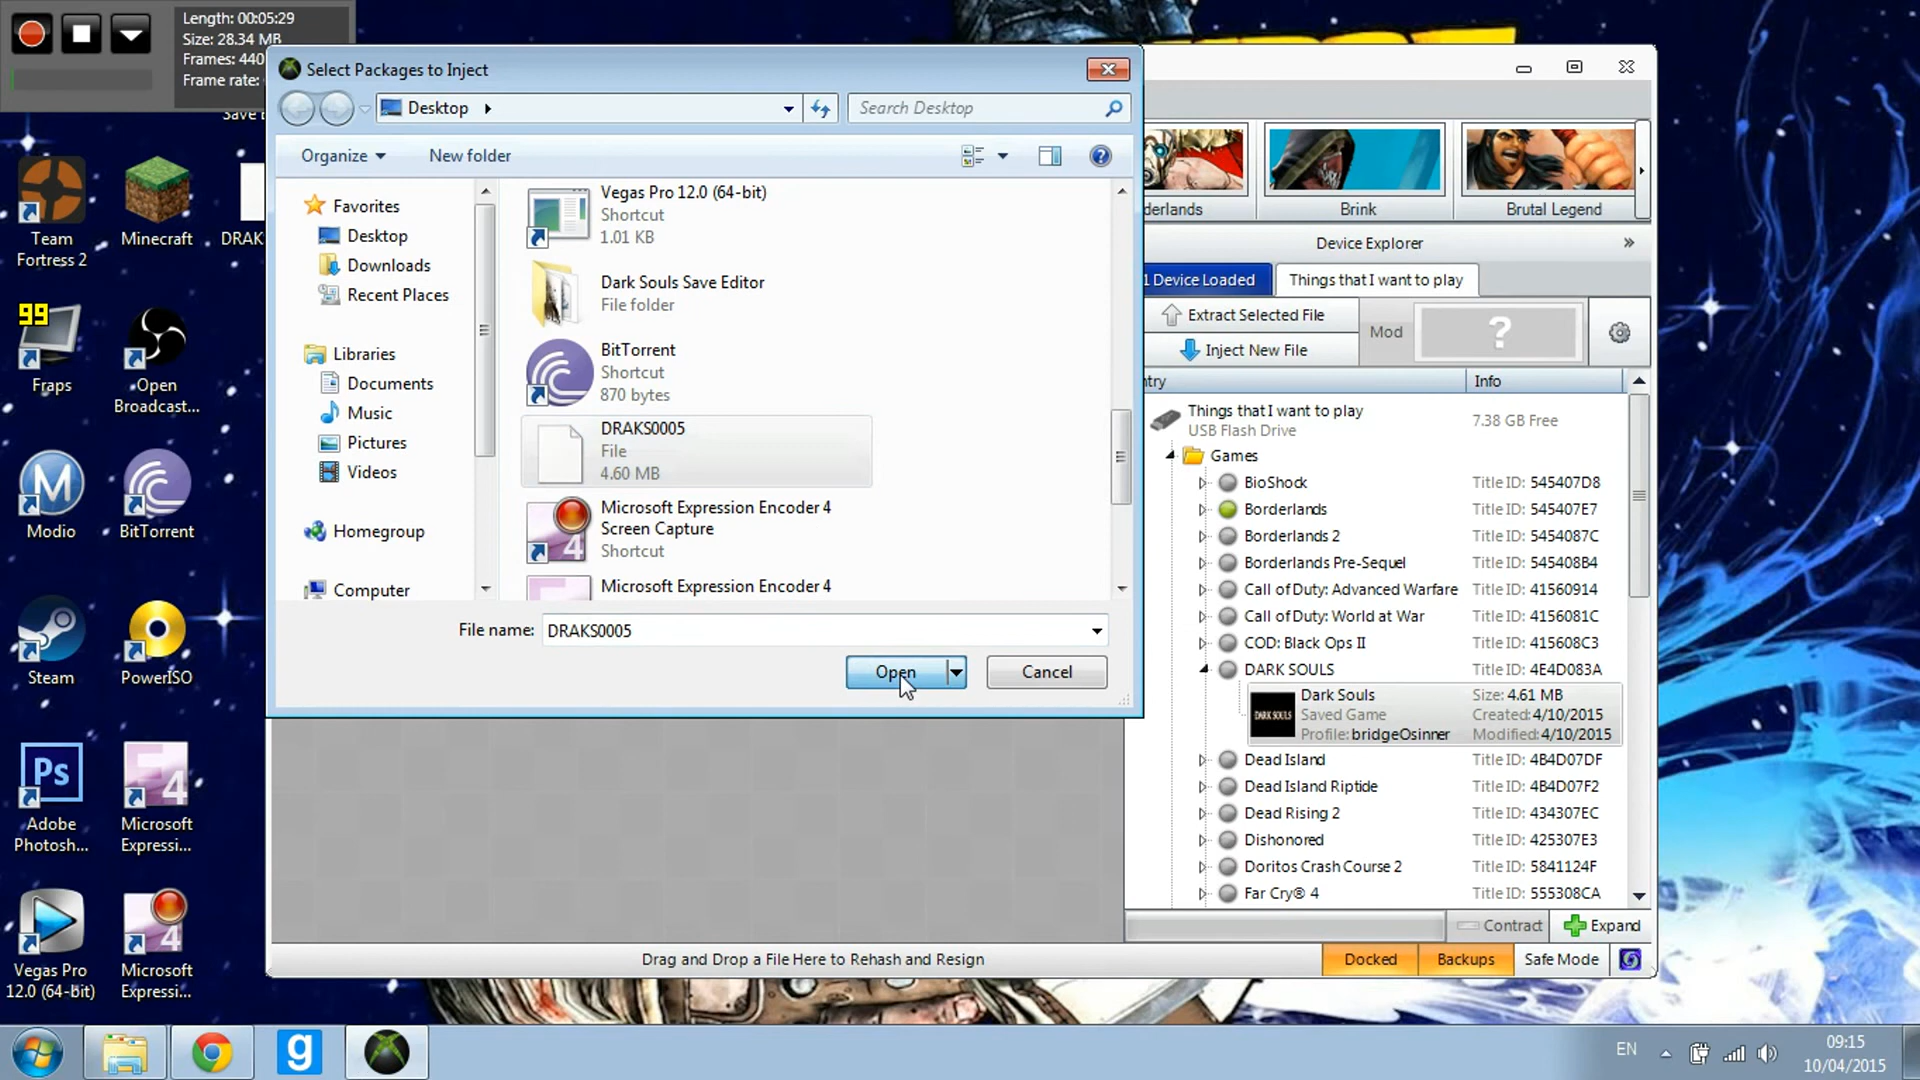 Length: 00:05:29
Size: 28.34 MB
Frames: 440
Frame rate:
Team
Fortress 2
Minecraft
DRAK
99
Fraps
Open
Broadcast...
Modio
BitTorrent
Steam
PowerISO
Ps
Adobe
Photosh...
4
Microsoft
Expressi...
Vegas Pro
12.0 (64-bit)
4
Microsoft
Expressi...
Select Packages to Inject
Desktop
Search Desktop
Organize
New folder
Favorites
Desktop
Downloads
Recent Places
Libraries
Documents
Music
Pictures
Videos
Homegroup
Computer
Vegas Pro 12.0 (64-bit)
Shortcut
1.01 KB
Dark Souls Save Editor
File folder
BitTorrent
Shortcut
870 bytes
DRAKS0005
File
4.60 MB
4
Microsoft Expression Encoder 4
Screen Capture
Shortcut
Microsoft Expression Encoder 4
File name: DRAKS0005
Open
Cancel
derlands
Brink
Brutal Legend
Device Explorer
1 Device Loaded
Things that I want to play
Extract Selected File
Inject New File
Mod
?
try
Info
Things that I want to play
USB Flash Drive
7.38 GB Free
Games
BioShock Title ID: 545407D8
Borderlands Title ID: 545407E7
Borderlands 2 Title ID: 5454087C
Borderlands Pre-Sequel Title ID: 545408B4
Call of Duty: Advanced Warfare Title ID: 41560914
Call of Duty: World at War Title ID: 4156081C
COD: Black Ops II Title ID: 415608C3
DARK SOULS Title ID: 4E4D083A
DARK SOULS
Dark Souls Size: 4.61 MB
Saved Game Created: 4/10/2015
Profile: bridgeOsinner Modified: 4/10/2015
Dead Island Title ID: 4B4D07DF
Dead Island Riptide Title ID: 4B4D07F2
Dead Rising 2 Title ID: 434307EC
Dishonored Title ID: 425307E3
Doritos Crash Course 2 Title ID: 5841124F
Far Cry® 4 Title ID: 555308CA
Contract
Expand
Drag and Drop a File Here to Rehash and Resign
Docked
Backups
Safe Mode
g
EN
09:15
10/04/2015